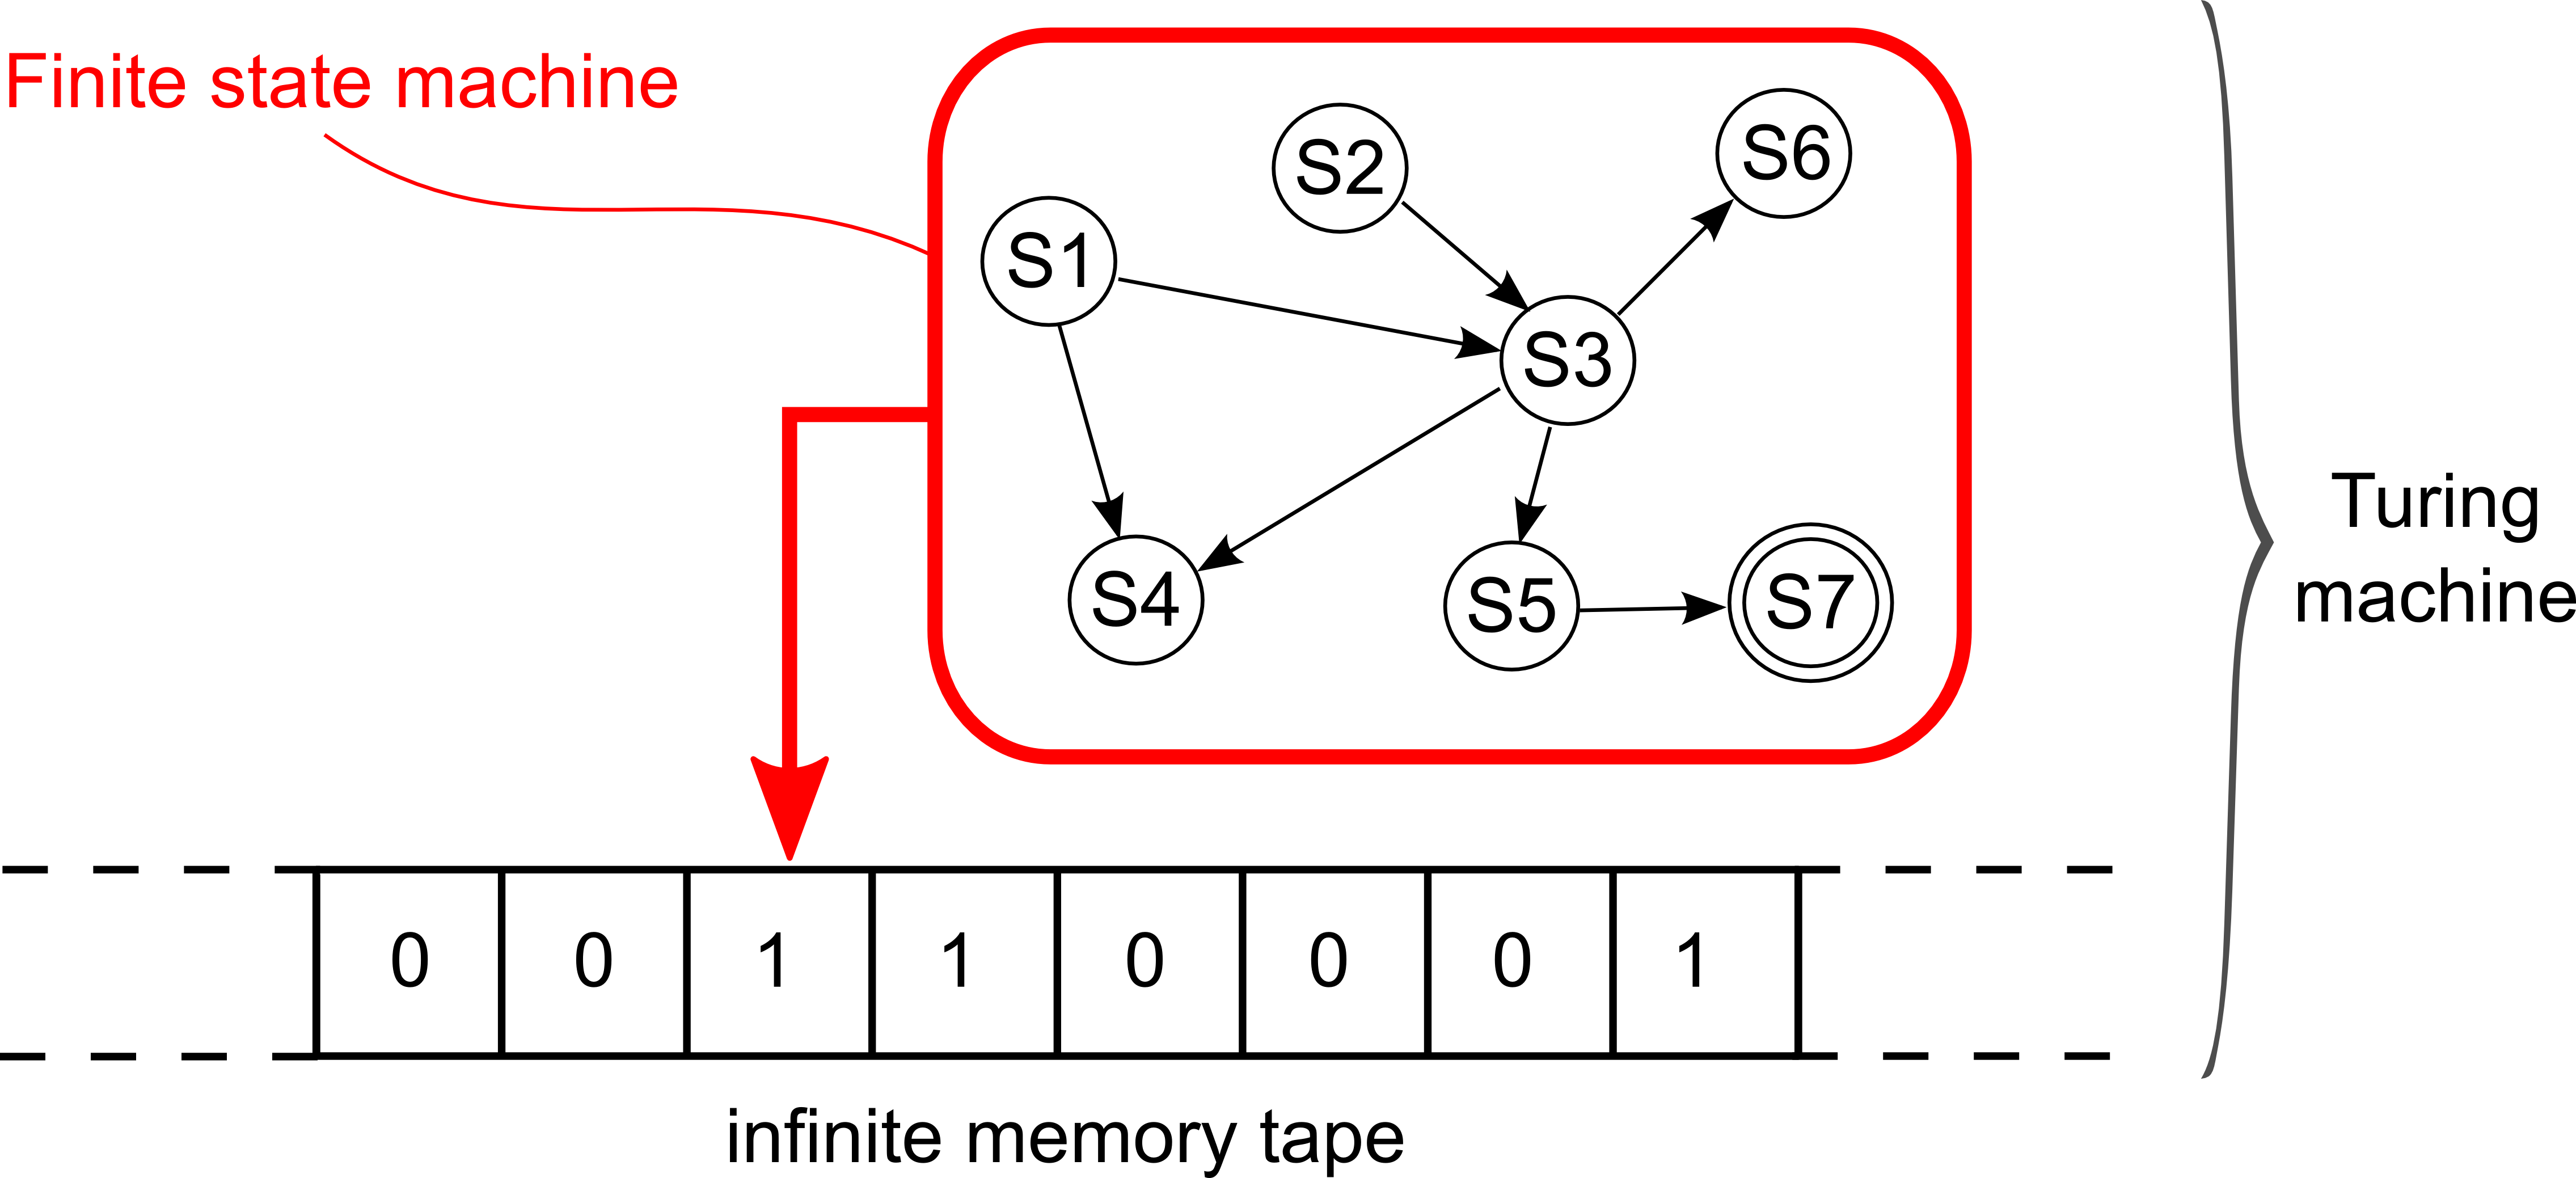 Finite state machine
S1
S2
S3
S4
S5
S6
S7
Turing
machine
0 0 1 1 0 0 0 1
infinite memory tape